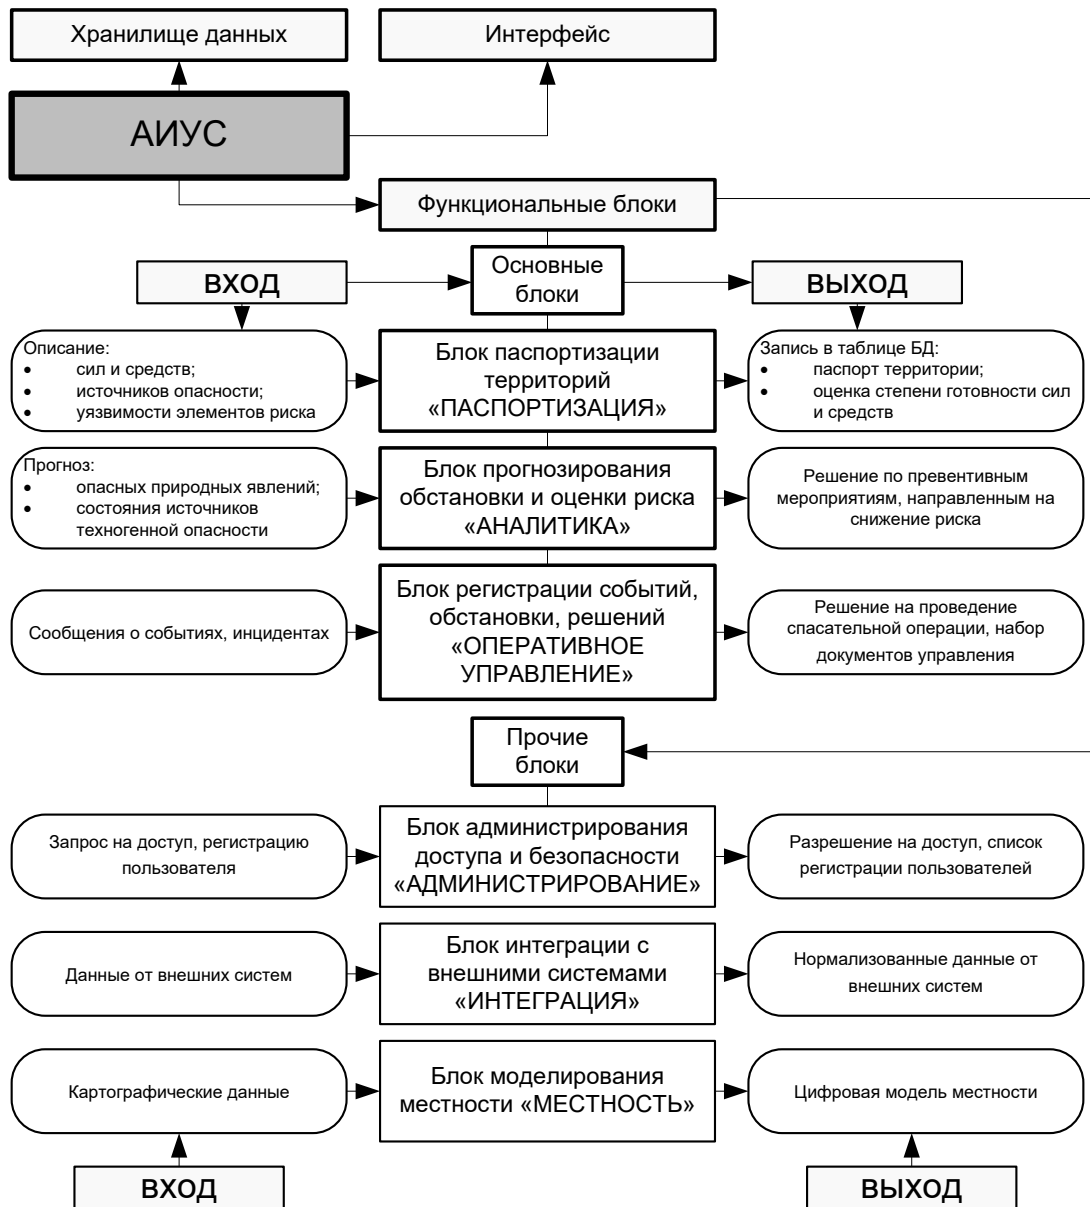 Хранилище данных
Интерфейс
АИУС
Функциональные блоки
ВХОД
Основные
блоки
ВЫХОД
Описание:
• сил и средств;
• источников опасности;
• уязвимости элементов риска
Блок паспортизации
территорий
«ПАСПОРТИЗАЦИЯ»
Запись в таблице БД:
• паспорт территории;
• оценка степени готовности сил
и средств
Прогноз:
• опасных природных явлений;
• состояния источников
техногенной опасности
Блок прогнозирования
обстановки и оценки риска
«АНАЛИТИКА»
Решение по превентивным
мероприятиям, направленным на
снижение риска
Сообщения о событиях, инцидентах
Блок регистрации событий,
обстановки, решений
«ОПЕРАТИВНОЕ
УПРАВЛЕНИЕ»
Решение на проведение
спасательной операции, набор
документов управления
Прочие
блоки
Запрос на доступ, регистрацию
пользователя
Блок администрирования
доступа и безопасности
«АДМИНИСТРИРОВАНИЕ»
Разрешение на доступ, список
регистрации пользователей
Данные от внешних систем
Блок интеграции с
внешними системами
«ИНТЕГРАЦИЯ»
Нормализованные данные от
внешних систем
Картографические данные
Блок моделирования
местности «МЕСТНОСТЬ»
Цифровая модель местности
ВХОД
ВЫХОД